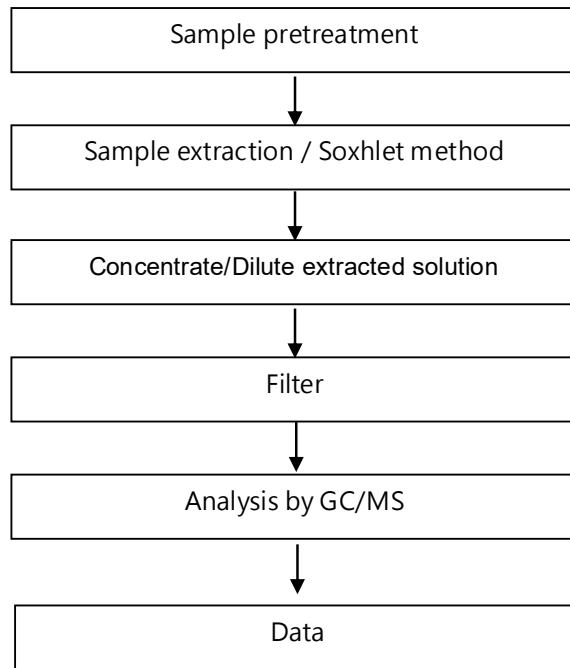 Sample pretreatment
Sample extraction / Soxhlet method
Concentrate/Dilute extracted solution
Filter
Analysis by GC/MS
Data